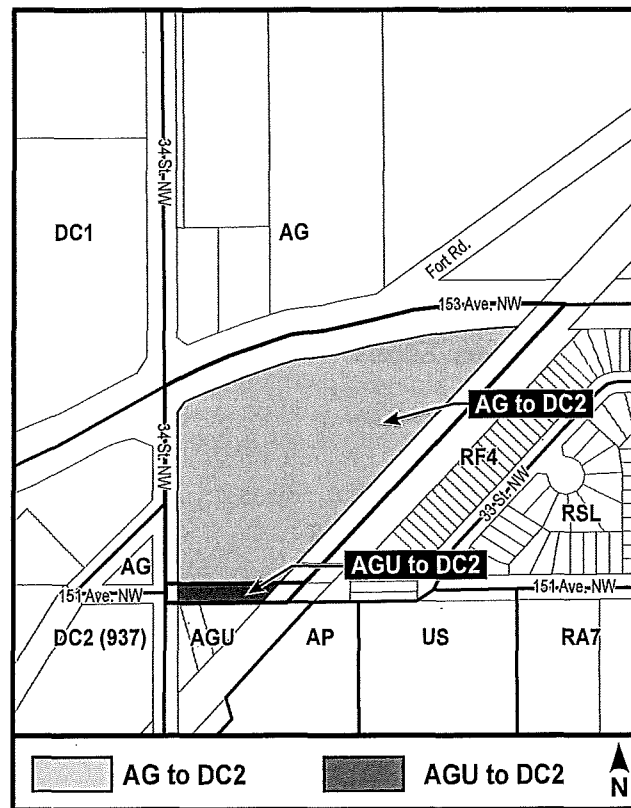 34 St. NW
DC1
AG
Fort Rd.
153 Ave. NW
AG to DC2
34 St. NW
RF4
33 St. NW
RSL
AGU to DC2
AG
151 Ave. NW
151 Ave. NW
DC2 (937)
AGU
AP
US
RA7
AG to DC2
AGU to DC2
N